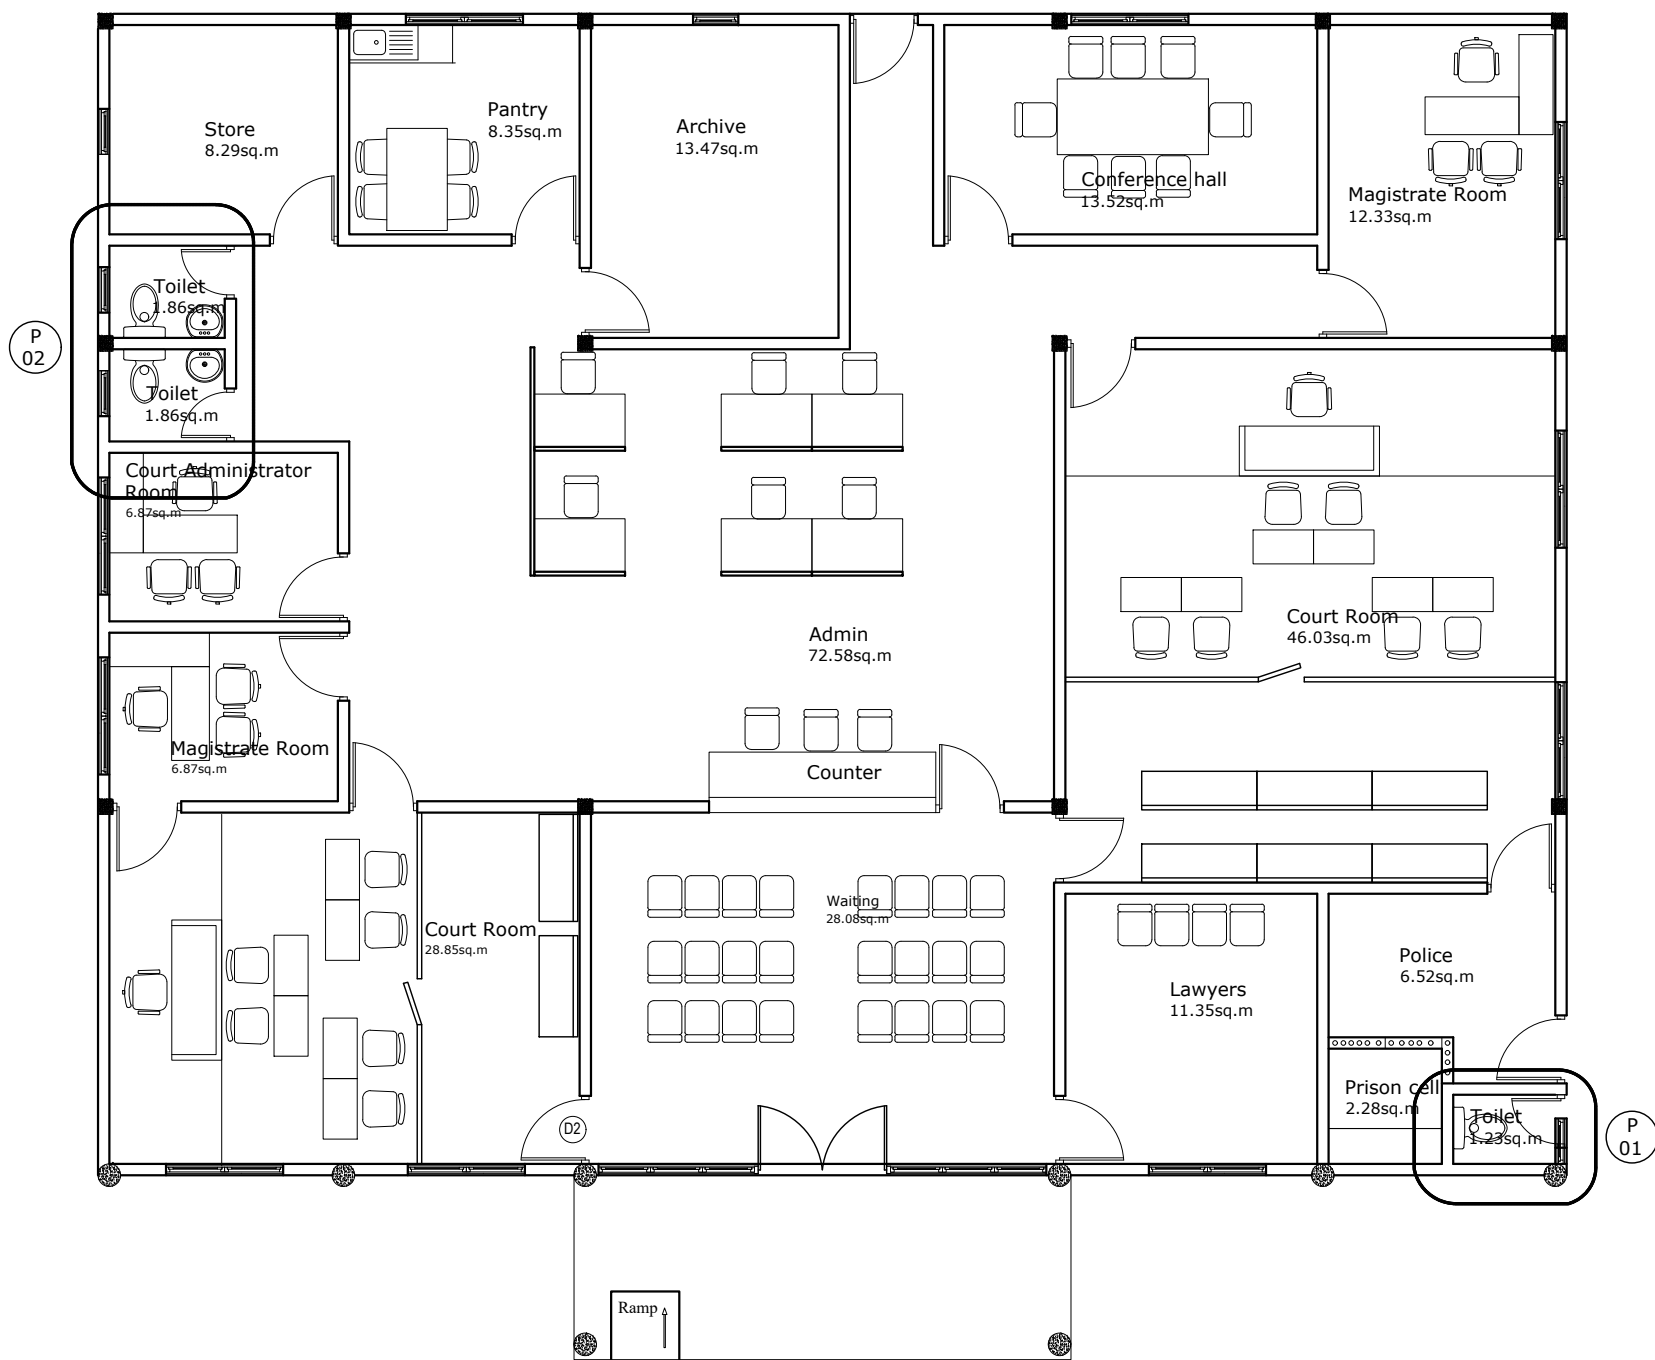 Store
8.29sq.m
Pantry
8.35sq.m
Archive
13.47sq.m
Conference hall
13.52sq.m
Magistrate Room
12.33sq.m
P
02
Toilet
1.86sq.m
Toilet
1.86sq.m
Court Administrator
Room
6.87sq.m
Admin
72.58sq.m
Court Room
46.03sq.m
Magistrate Room
6.87sq.m
Counter
Court Room
28.85sq.m
Waiting
28.08sq.m
Lawyers
11.35sq.m
Police
6.52sq.m
Prison cell
2.28sq.m
Toilet
1.23sq.m
P
01
D2
Ramp